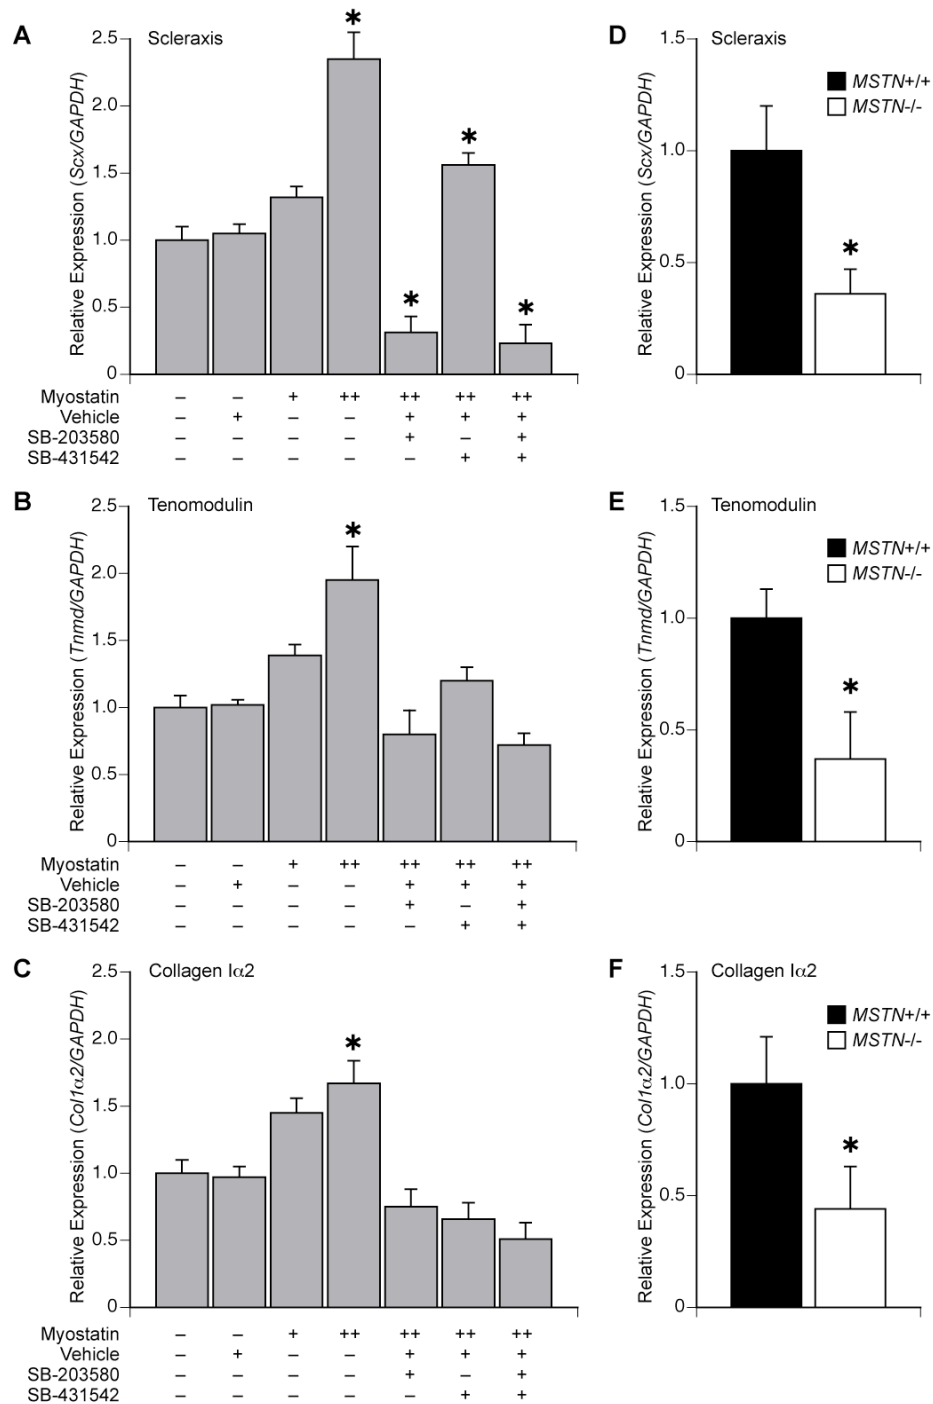 A
Scleraxis
Relative Expression (Scx/GAPDH)
2.5
2.0
1.5
1.0
0.5
0
*
*
*
*
Myostatin – – + ++ ++ ++ ++
Vehicle – + – – + + +
SB-203580 – – – – + – +
SB-431542 – – – – – + +
D
Scleraxis
Relative Expression (Scx/GAPDH)
1.5
1.0
0.5
0
MSTN+/+
MSTN-/-
*
B
Tenomodulin
Relative Expression (Tnmd/GAPDH)
2.5
2.0
1.5
1.0
0.5
0
*
Myostatin – – + ++ ++ ++ ++
Vehicle – + – – + + +
SB-203580 – – – – + – +
SB-431542 – – – – – + +
E
Tenomodulin
Relative Expression (Tnmd/GAPDH)
1.5
1.0
0.5
0
MSTN+/+
MSTN-/-
*
C
Collagen Iα2
Relative Expression (Col1α2/GAPDH)
2.5
2.0
1.5
1.0
0.5
0
*
Myostatin – – + ++ ++ ++ ++
Vehicle – + – – + + +
SB-203580 – – – – + – +
SB-431542 – – – – – + +
F
Collagen Iα2
Relative Expression (Col1α2/GAPDH)
1.5
1.0
0.5
0
MSTN+/+
MSTN-/-
*